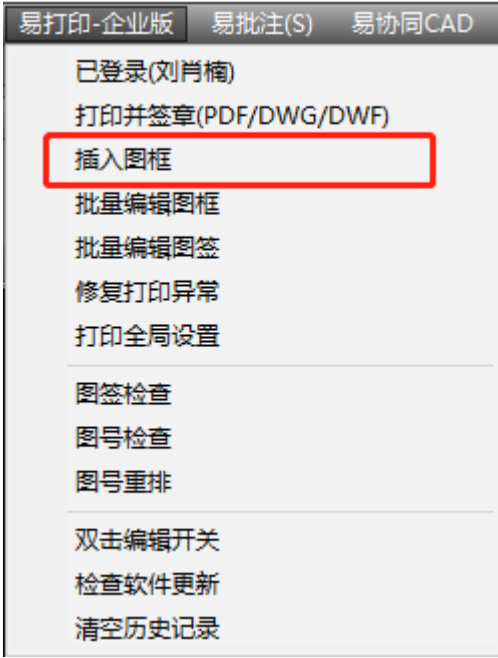 易打印-企业版 易批注(S) 易协同CAD
已登录(刘肖楠)
打印并签章(PDF/DWG/DWF)
插入图框
批量编辑图框
批量编辑图签
修复打印异常
打印全局设置
图签检查
图号检查
图号重排
双击编辑开关
检查软件更新
清空历史记录